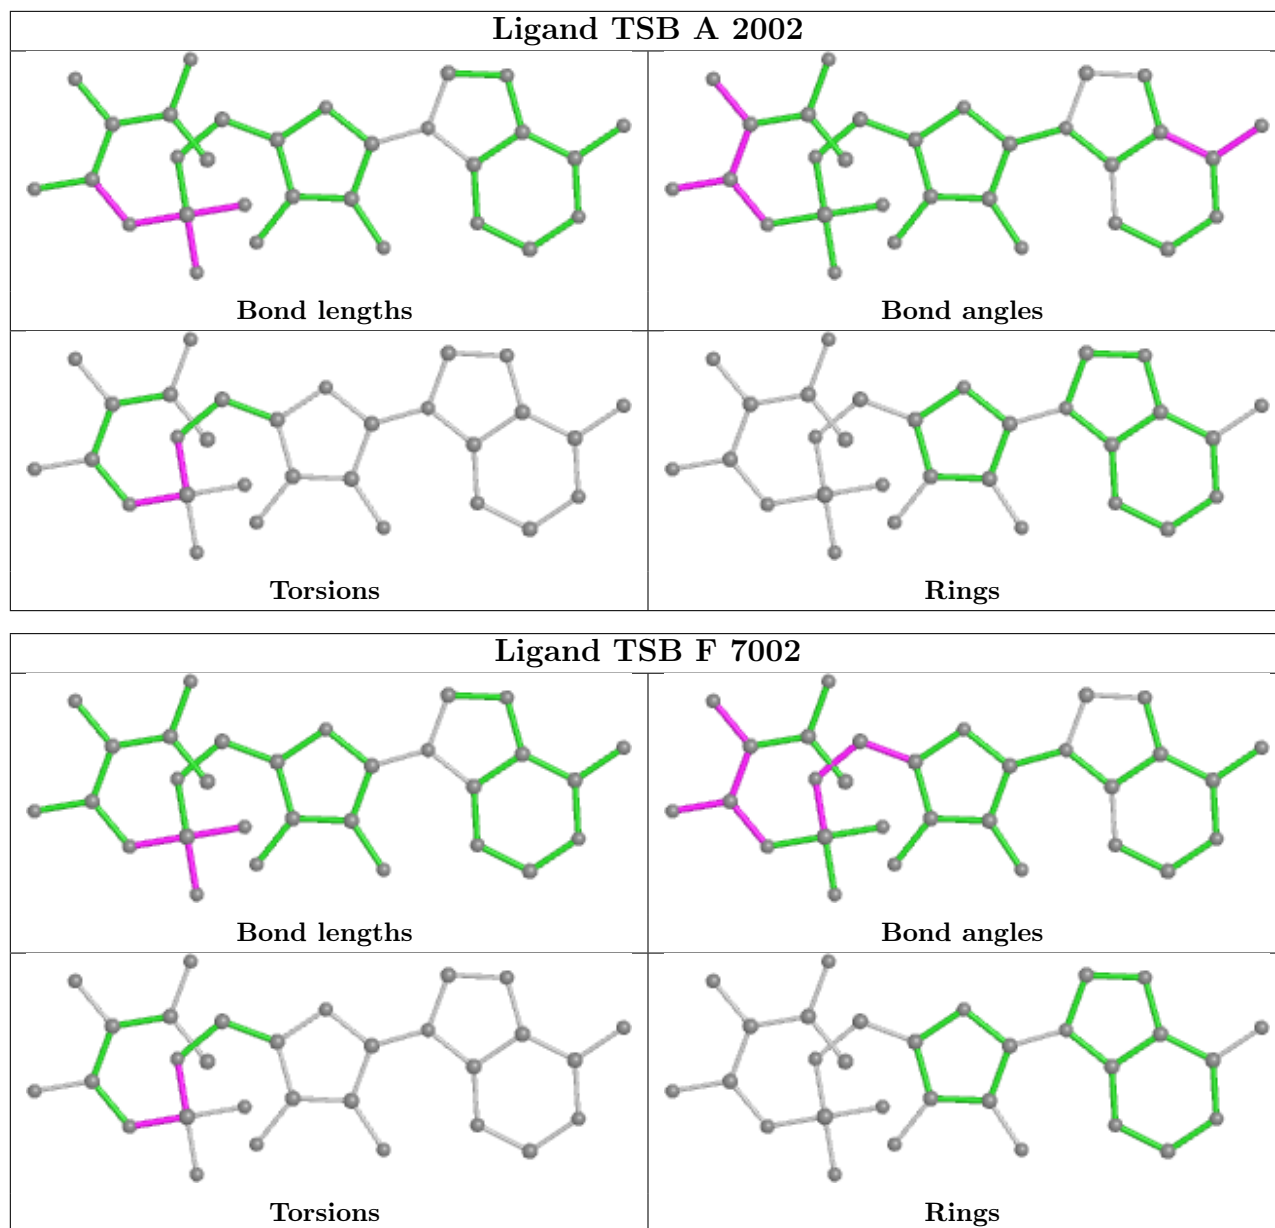 Ligand TSB A 2002
Bond lengths
Bond angles
Torsions
Rings
Ligand TSB F 7002
Bond lengths
Bond angles
Torsions
Rings